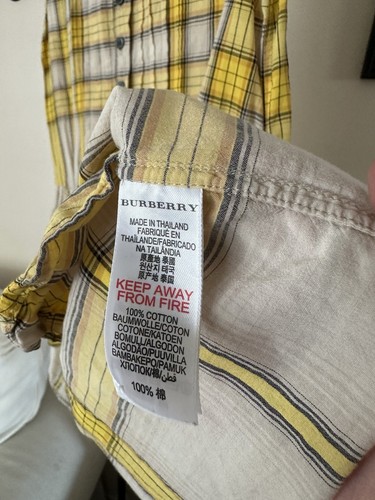 BURBERRY
MADE IN THAILAND
FABRIQUÉ EN
THAÏLANDE/FABRICADO
NA TAILÂNDIA
原產地 泰國
원산지 태국
原产地 泰国
KEEP AWAY
FROM FIRE
100% COTTON
BAUMWOLLE/COTON
COTONE/KATOEN
BOMULL/ALGODON
ALGODÃO/PUUVILLA
ΒΑΜΒΑΚΕΡΟ/PAMUK
ХЛОПОК/棉/قطن
100% 棉